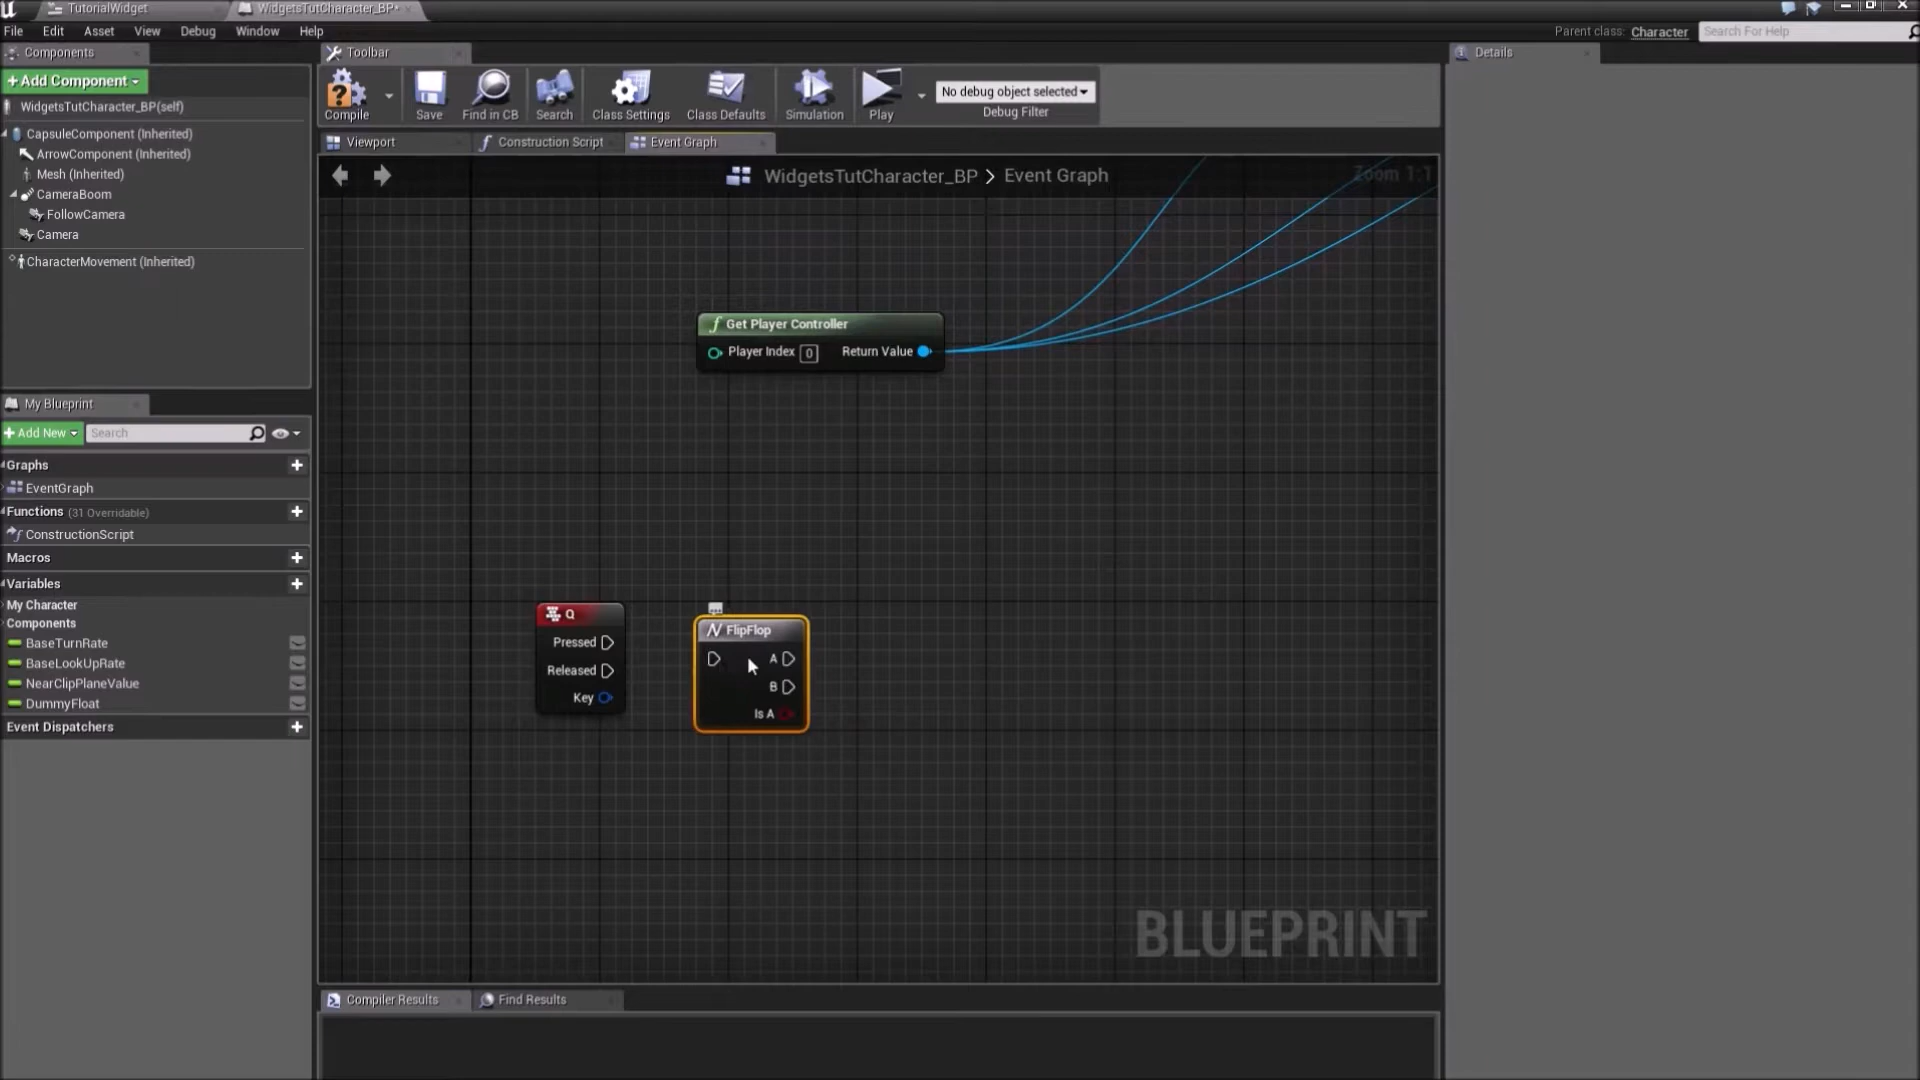 TutorialWidget
WidgetsTutCharacter_BP*
File Edit Asset View Debug Window Help
Parent class: Character
Search For Help
Components
Toolbar
Details
+Add Component
WidgetsTutCharacter_BP(self)
CapsuleComponent (Inherited)
ArrowComponent (Inherited)
Mesh (Inherited)
CameraBoom
FollowCamera
Camera
CharacterMovement (Inherited)
Compile
Save
Find in CB
Search
Class Settings
Class Defaults
Simulation
Play
No debug object selected
Debug Filter
Viewport
Construction Script
Event Graph
WidgetsTutCharacter_BP > Event Graph
Zoom 1:1
Get Player Controller
Player Index 0 Return Value
My Blueprint
+Add New
Search
Graphs
EventGraph
Functions (31 Overridable)
ConstructionScript
Macros
Variables
My Character
Components
BaseTurnRate
BaseLookUpRate
NearClipPlaneValue
DummyFloat
Event Dispatchers
Q
Pressed
Released
Key
FlipFlop
A
B
Is A
BLUEPRINT
Compiler Results
Find Results